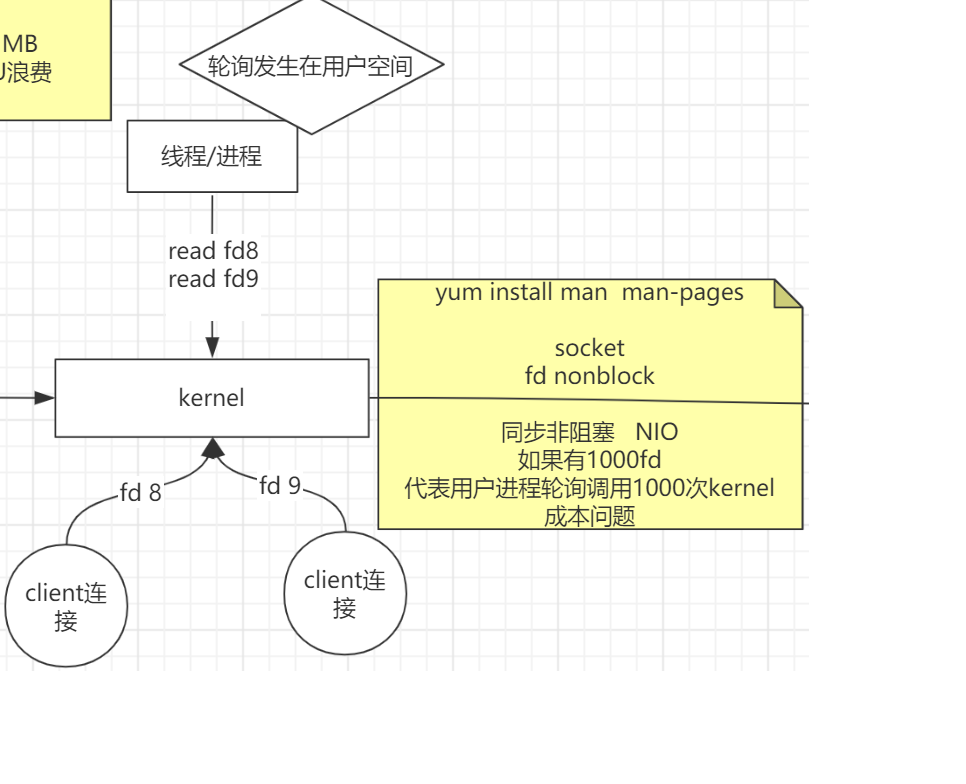 MB
浪费
轮询发生在用户空间
线程/进程
read fd8
read fd9
yum install man  man-pages
socket
fd nonblock
kernel
同步非阻塞   NIO
如果有1000fd
代表用户进程轮询调用1000次kernel
成本问题
fd 8
fd 9
client连
接
client连
接